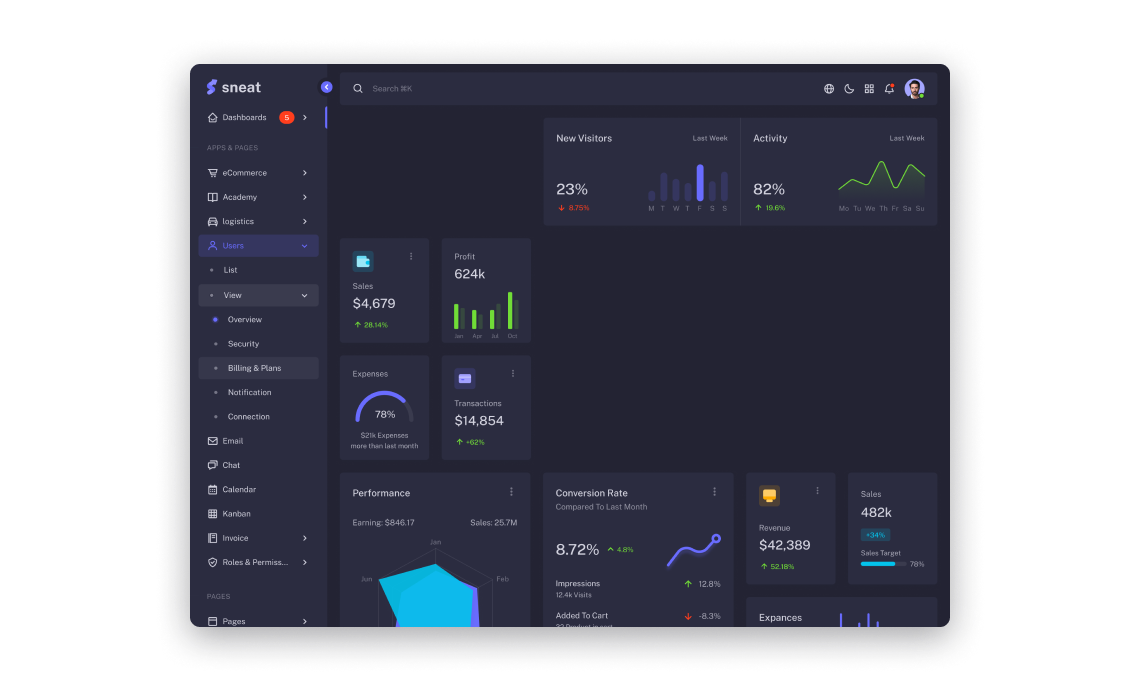 sneat
Dashboards 5
APPS & PAGES
eCommerce
Academy
logistics
Users
List
View
Overview
Security
Billing & Plans
Notification
Connection
Email
Chat
Calendar
Kanban
Invoice
Roles & Permiss...
PAGES
Pages
Search ⌘K
New Visitors Last Week
23%
8.75%
M T W T F S S
Activity Last Week
82%
19.6%
Mo Tu We Th Fr Sa Su
Sales
$4,679
28.14%
Profit
624k
Jan Apr Jul Oct
Expenses
78%
$21k Expenses
more than last month
Transactions
$14,854
+62%
Performance
Earning: $846.17 Sales: 25.7M
Jan
Jun Feb
Conversion Rate
Compared To Last Month
8.72% 4.8%
Impressions 12.8%
12.4k Visits
Added To Cart -8.3%
32 Product in cart
Revenue
$42,389
52.18%
Sales
482k
+34%
Sales Target
78%
Expances